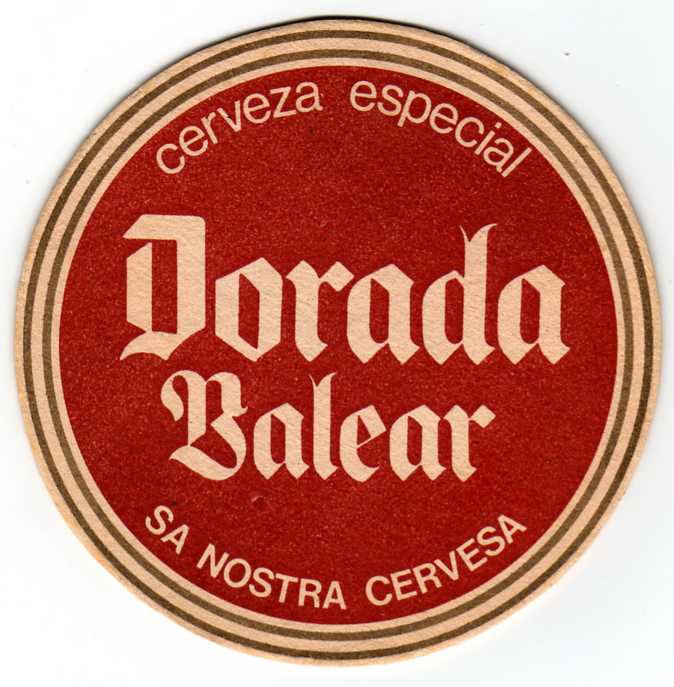 cerveza especial
Dorada
Balear
SA NOSTRA CERVESA